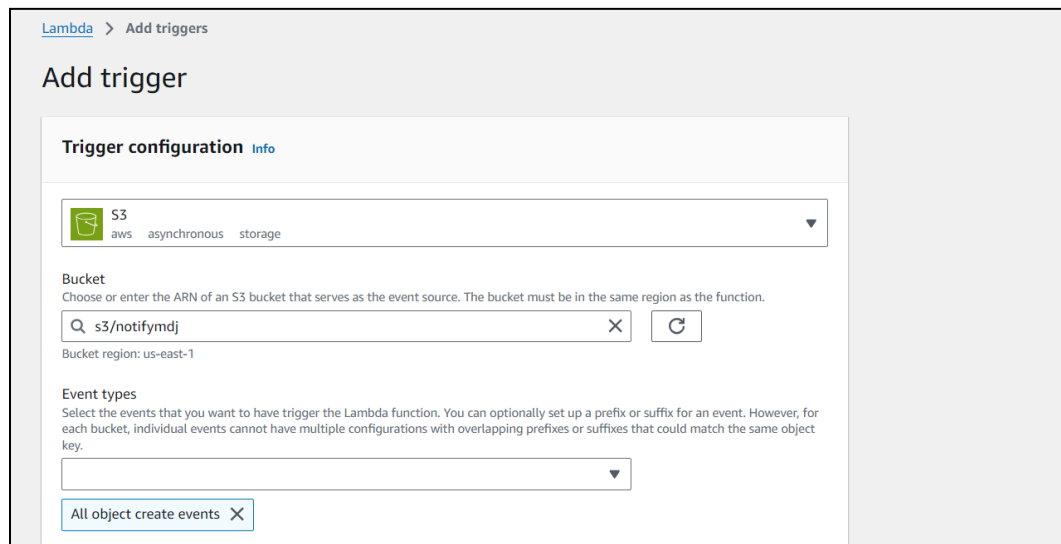 Lambda > Add triggers
Add trigger
Trigger configuration Info
S3
aws asynchronous storage
Bucket
Choose or enter the ARN of an S3 bucket that serves as the event source. The bucket must be in the same region as the function.
s3/notifymdj
Bucket region: us-east-1
Event types
Select the events that you want to have trigger the Lambda function. You can optionally set up a prefix or suffix for an event. However, for
each bucket, individual events cannot have multiple configurations with overlapping prefixes or suffixes that could match the same object
key.
All object create events